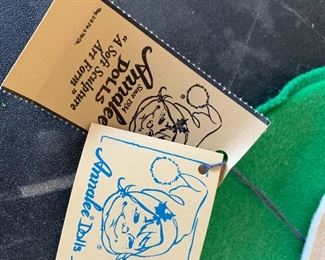 Since 1934
Annalee
DOLLS
"A Soft Sculpture
Art Form"
Annalee
Dolls